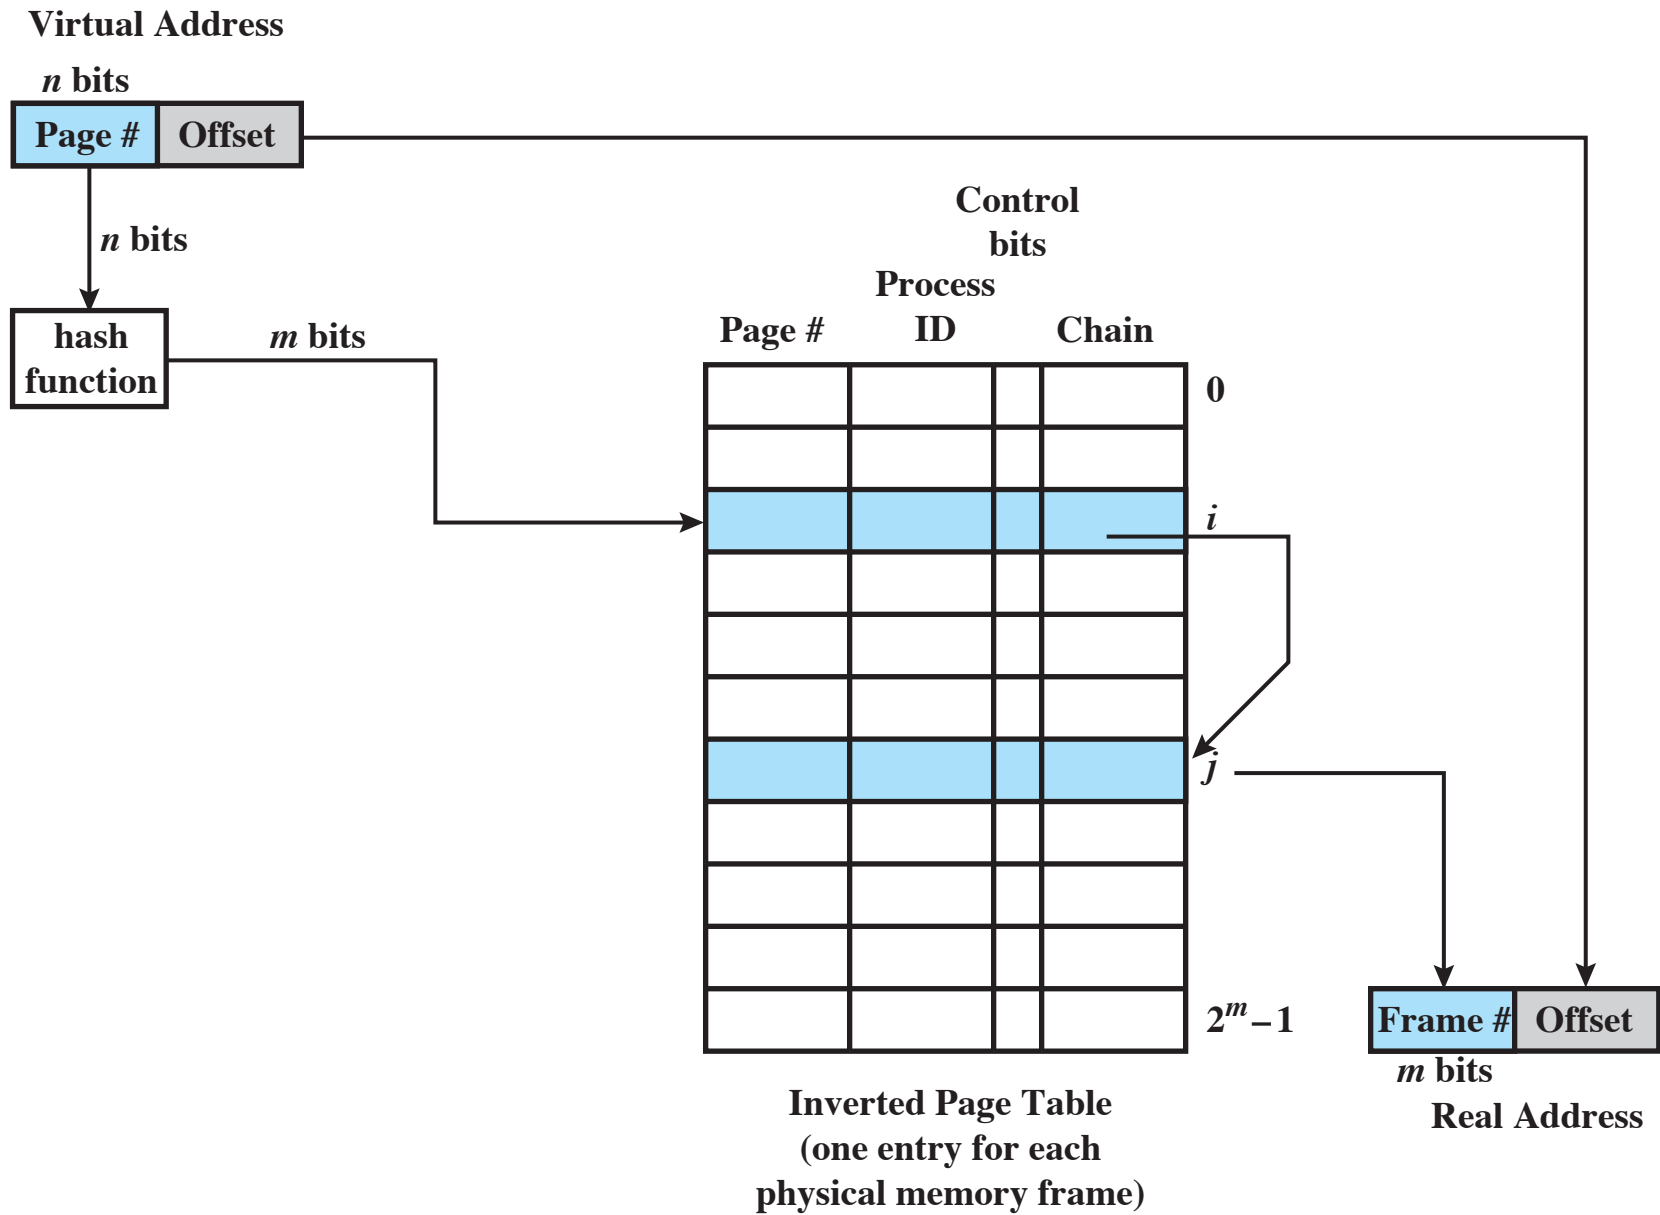 Virtual Address
n bits
Page # Offset
n bits
hash
function
m bits
Control
bits
Process
ID
Page #
Chain
0
i
j
2^m – 1
Frame # Offset
m bits
Real Address
Inverted Page Table
(one entry for each
physical memory frame)